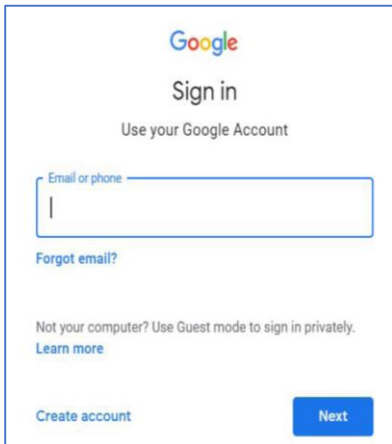 Google
Sign in
Use your Google Account
Email or phone
Forgot email?
Not your computer? Use Guest mode to sign in privately.
Learn more
Create account
Next